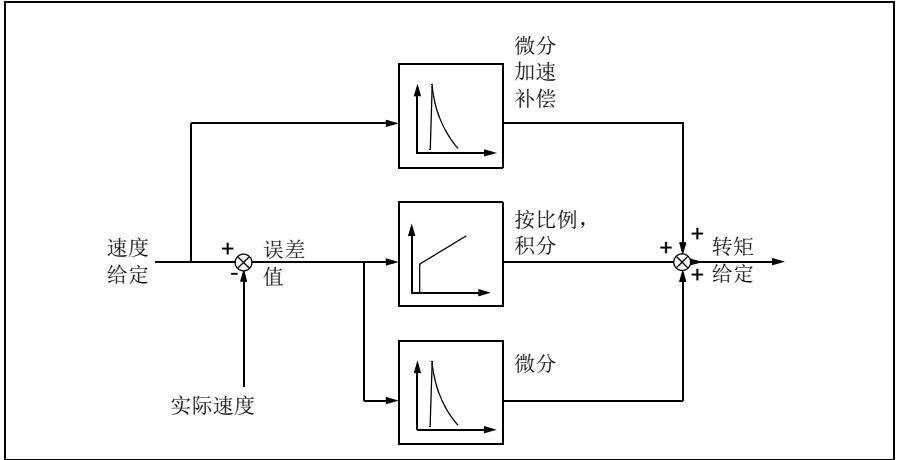 微分
加速
补偿
按比例,
积分
速度
给定
+
-
误差
值
+
+
+
转矩
给定
微分
实际速度